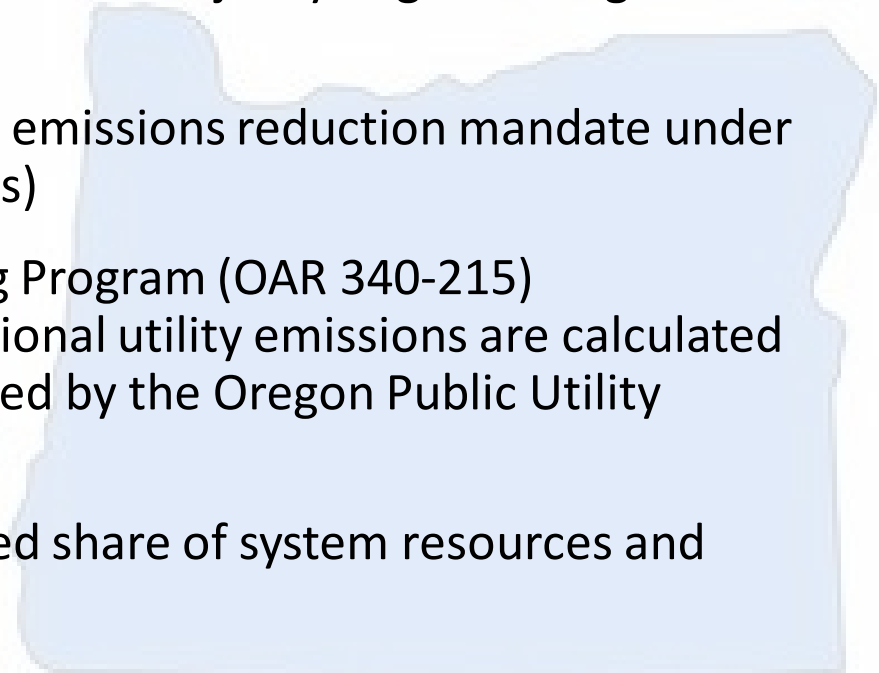 emissions reduction mandate under
s)
g Program (OAR 340-215)
ional utility emissions are calculated
ed by the Oregon Public Utility
ed share of system resources and